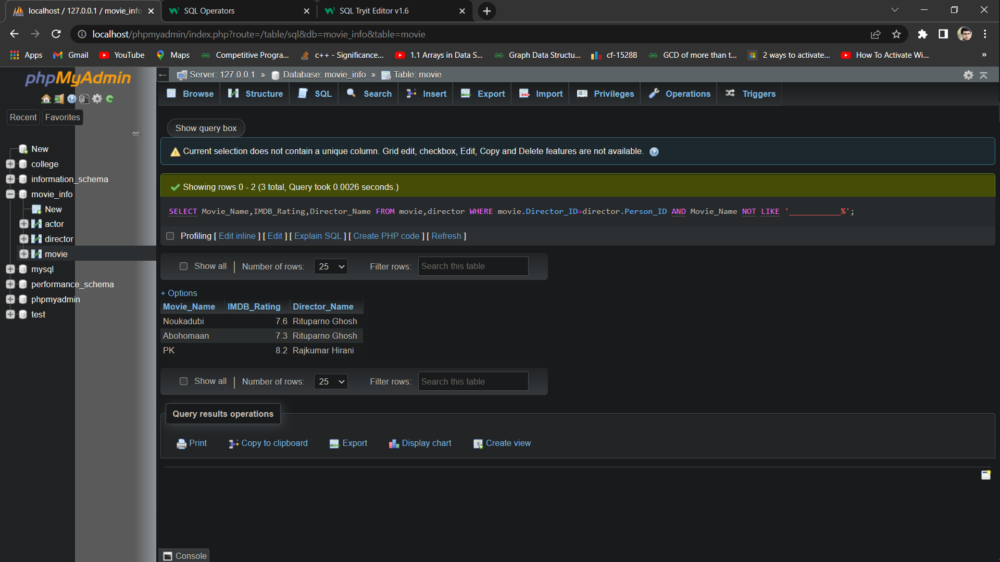 localhost / 127.0.0.1 / movie_info
SQL Operators
SQL Tryit Editor v1.6
localhost/phpmyadmin/index.php?route=/table/sql&db=movie_info&table=movie
Apps
Gmail
YouTube
Maps
Competitive Progra...
c++ - Significance...
1.1 Arrays in Data S...
Graph Data Structu...
cf-1528B
GCD of more than t...
2 ways to activate...
How To Activate Wi...
»
phpMyAdmin
Recent
Favorites
New
college
information_schema
movie_info
New
actor
director
movie
mysql
performance_schema
phpmyadmin
test
Server: 127.0.0.1 » Database: movie_info » Table: movie
Browse
Structure
SQL
Search
Insert
Export
Import
Privileges
Operations
Triggers
Show query box
Current selection does not contain a unique column. Grid edit, checkbox, Edit, Copy and Delete features are not available.
Showing rows 0 - 2 (3 total, Query took 0.0026 seconds.)
SELECT Movie_Name,IMDB_Rating,Director_Name FROM movie,director WHERE movie.Director_ID=director.Person_ID AND Movie_Name NOT LIKE '___________%';
Profiling [ Edit inline ] [ Edit ] [ Explain SQL ] [ Create PHP code ] [ Refresh ]
Show all | Number of rows: 25 Filter rows: Search this table
+ Options
Movie_Name IMDB_Rating Director_Name
Noukadubi 7.6 Rituparno Ghosh
Abohomaan 7.3 Rituparno Ghosh
PK 8.2 Rajkumar Hirani
Show all | Number of rows: 25 Filter rows: Search this table
Query results operations
Print
Copy to clipboard
Export
Display chart
Create view
Console